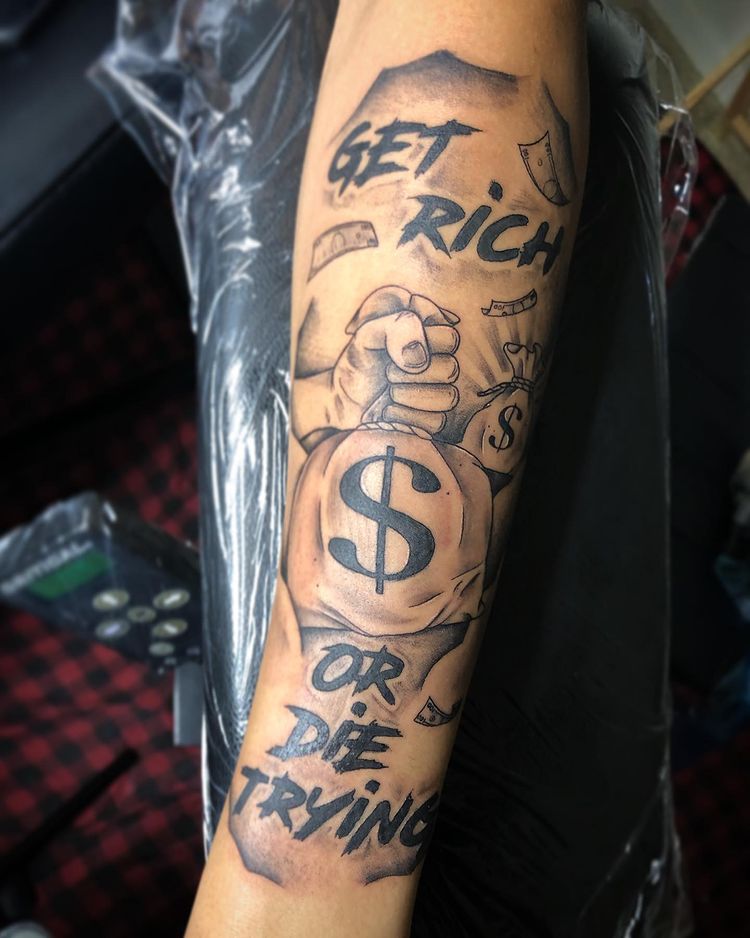 GET
RICH
$
$
OR
DIE
TRYING